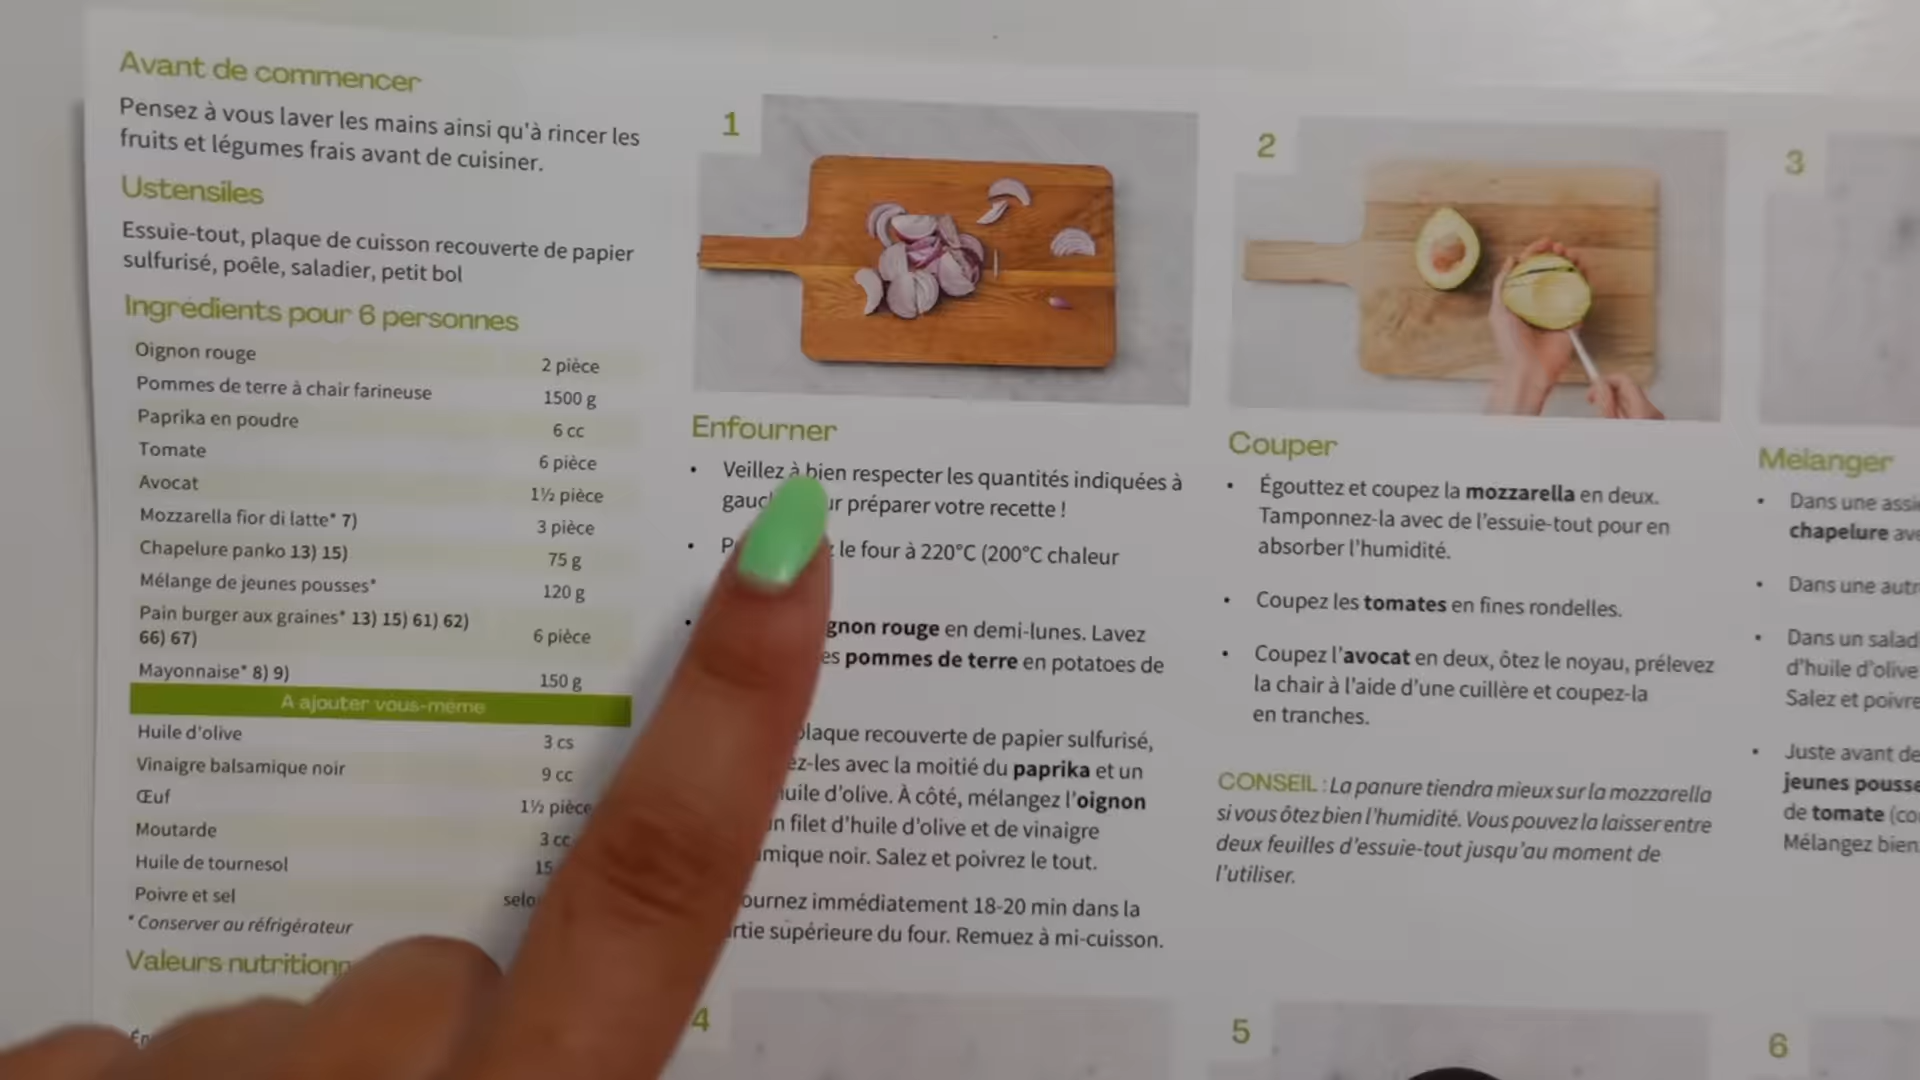 Avant de commencer
Pensez à vous laver les mains ainsi qu'à rincer les
fruits et légumes frais avant de cuisiner.
Ustensiles
Essuie-tout, plaque de cuisson recouverte de papier
sulfurisé, poêle, saladier, petit bol
Ingrédients pour 6 personnes
Oignon rouge 2 pièce
Pommes de terre à chair farineuse 1500 g
Paprika en poudre 6 cc
Tomate 6 pièce
Avocat 1½ pièce
Mozzarella fior di latte* 7) 3 pièce
Chapelure panko 13) 15) 75 g
Mélange de jeunes pousses* 120 g
Pain burger aux graines* 13) 15) 61) 62)
66) 67) 6 pièce
Mayonnaise* 8) 9) 150 g
A ajouter vous-même
Huile d'olive 3 cs
Vinaigre balsamique noir 9 cc
Œuf 1½ pièce
Moutarde 3 cc
Huile de tournesol 15
Poivre et sel
* Conserver au réfrigérateur
Valeurs
1
Enfourner
• Veillez à bien respecter les quantités indiquées à
préparer votre recette !
• le four à 220°C (200°C chaleur
• rouge en demi-lunes. Lavez
pommes de terre en potatoes de
plaque recouverte de papier sulfurisé,
les avec la moitié du paprika et un
d'olive. À côté, mélangez l'oignon
filet d'huile d'olive et de vinaigre
noir. Salez et poivrez le tout.
immédiatement 18-20 min dans la
supérieure du four. Remuez à mi-cuisson.
2
Couper
• Égouttez et coupez la mozzarella en deux.
Tamponnez-la avec de l'essuie-tout pour en
absorber l'humidité.
• Coupez les tomates en fines rondelles.
• Coupez l'avocat en deux, ôtez le noyau, prélevez
la chair à l'aide d'une cuillère et coupez-la
en tranches.
CONSEIL : La panure tiendra mieux sur la mozzarella
si vous ôtez bien l'humidité. Vous pouvez la laisser entre
deux feuilles d'essuie-tout jusqu'au moment de
l'utiliser.
3
Mélanger
• Dans une
chapelure
• Dans une
• Dans un
d'huile d'olive
Salez et
• Juste avant
jeunes
de tomate
Mélangez bien
4
5
6